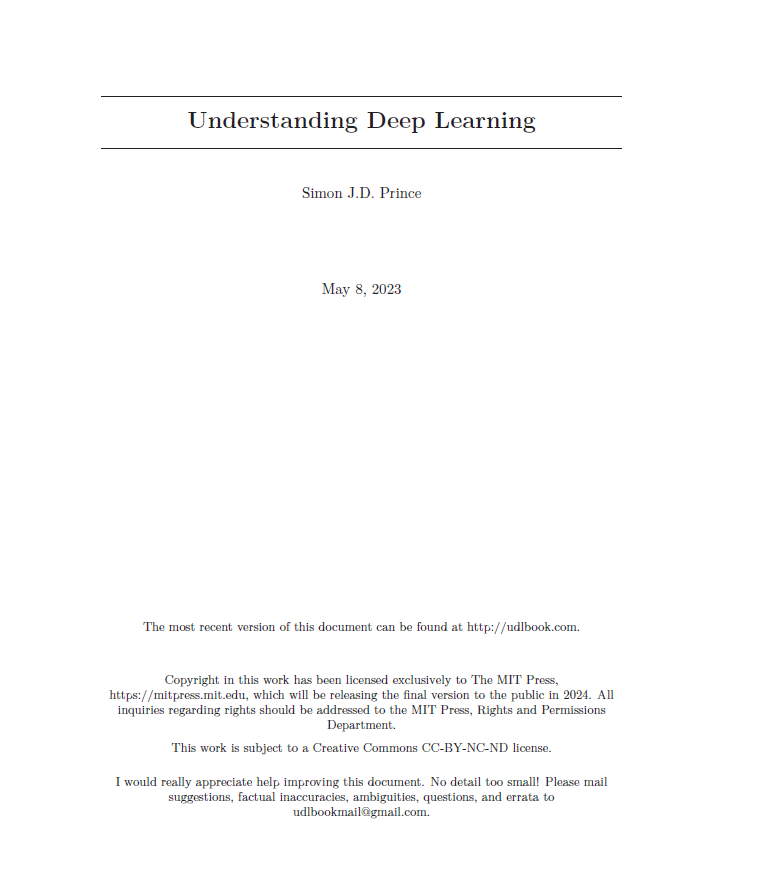 Understanding Deep Learning
Simon J.D. Prince
May 8, 2023
The most recent version of this document can be found at http://udlbook.com.
Copyright in this work has been licensed exclusively to The MIT Press,
https://mitpress.mit.edu, which will be releasing the final version to the public in 2024. All
inquiries regarding rights should be addressed to the MIT Press, Rights and Permissions
Department.
This work is subject to a Creative Commons CC-BY-NC-ND license.
I would really appreciate help improving this document. No detail too small! Please mail
suggestions, factual inaccuracies, ambiguities, questions, and errata to
udlbookmail@gmail.com.